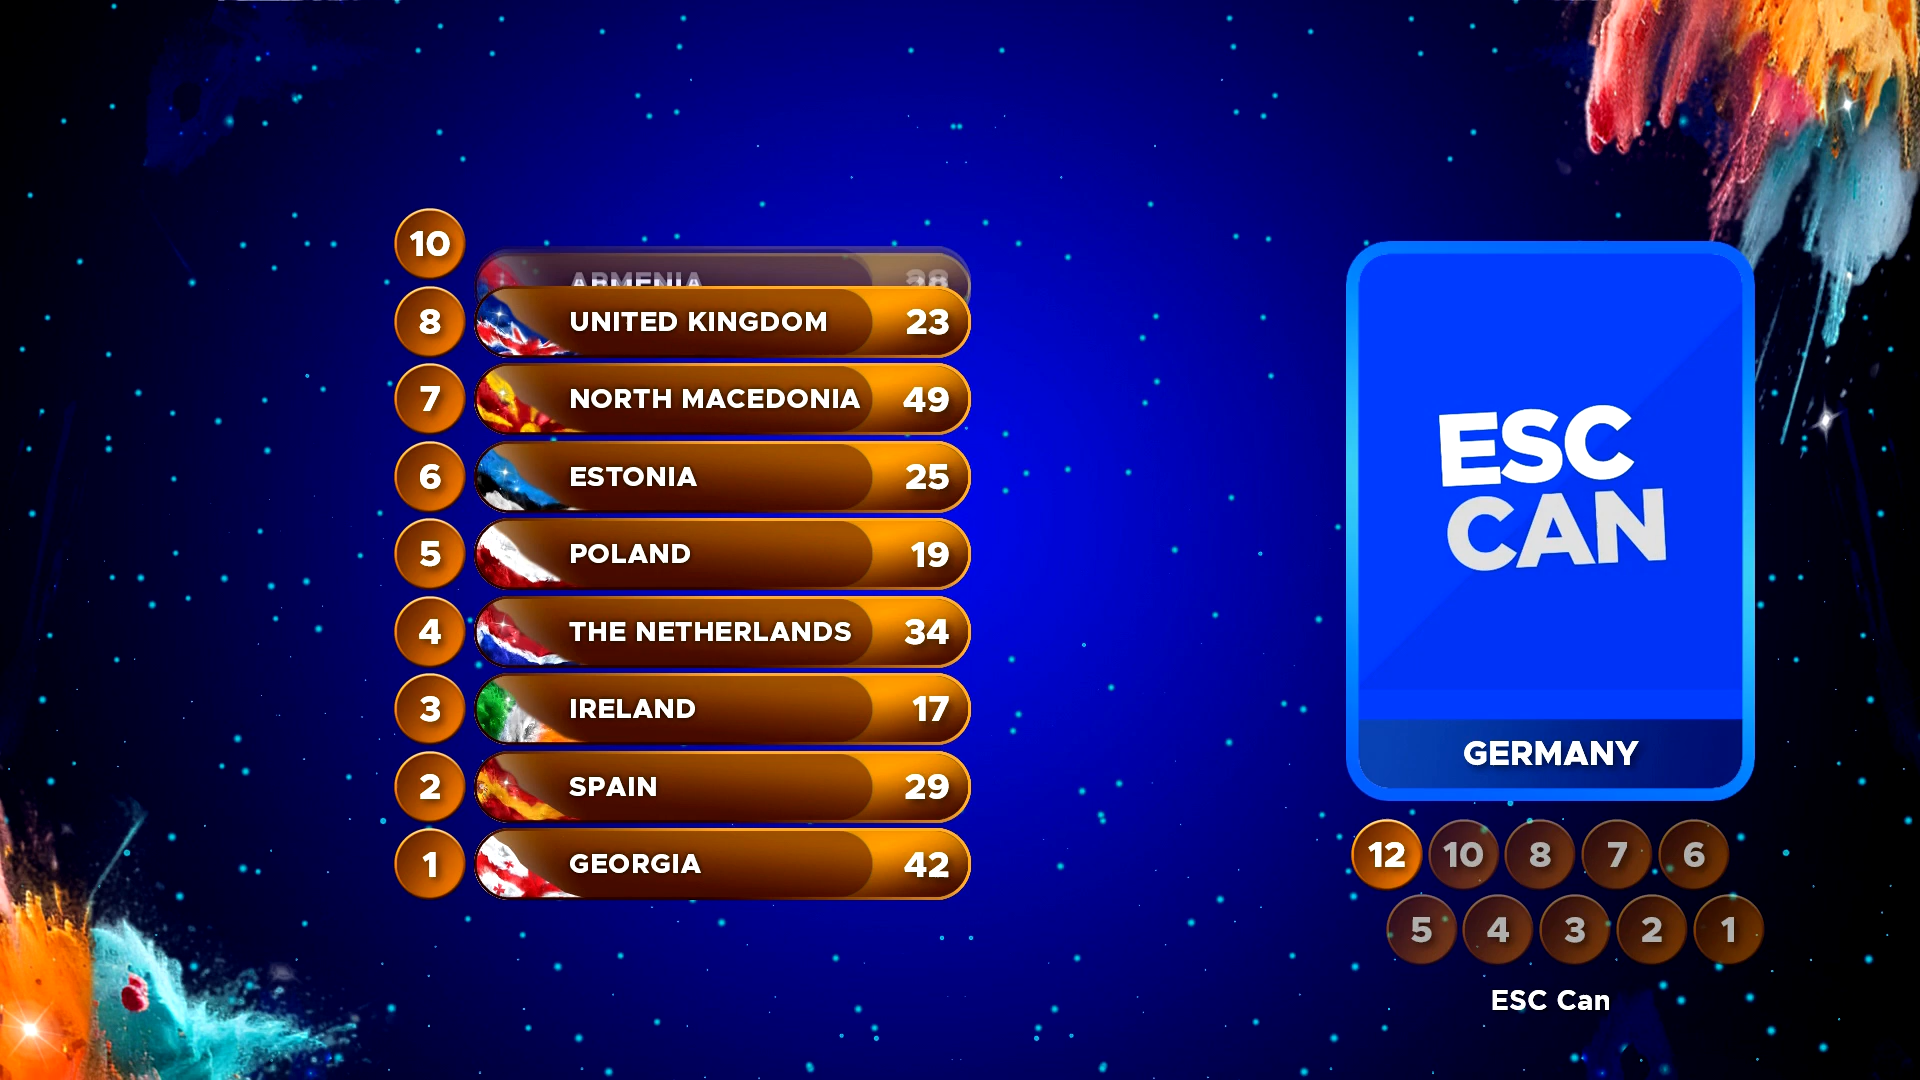 10
ARMENIA 38
8 UNITED KINGDOM 23
7 NORTH MACEDONIA 49
6 ESTONIA 25
5 POLAND 19
4 THE NETHERLANDS 34
3 IRELAND 17
2 SPAIN 29
1 GEORGIA 42
ESC
CAN
GERMANY
12 10 8 7 6
5 4 3 2 1
ESC Can